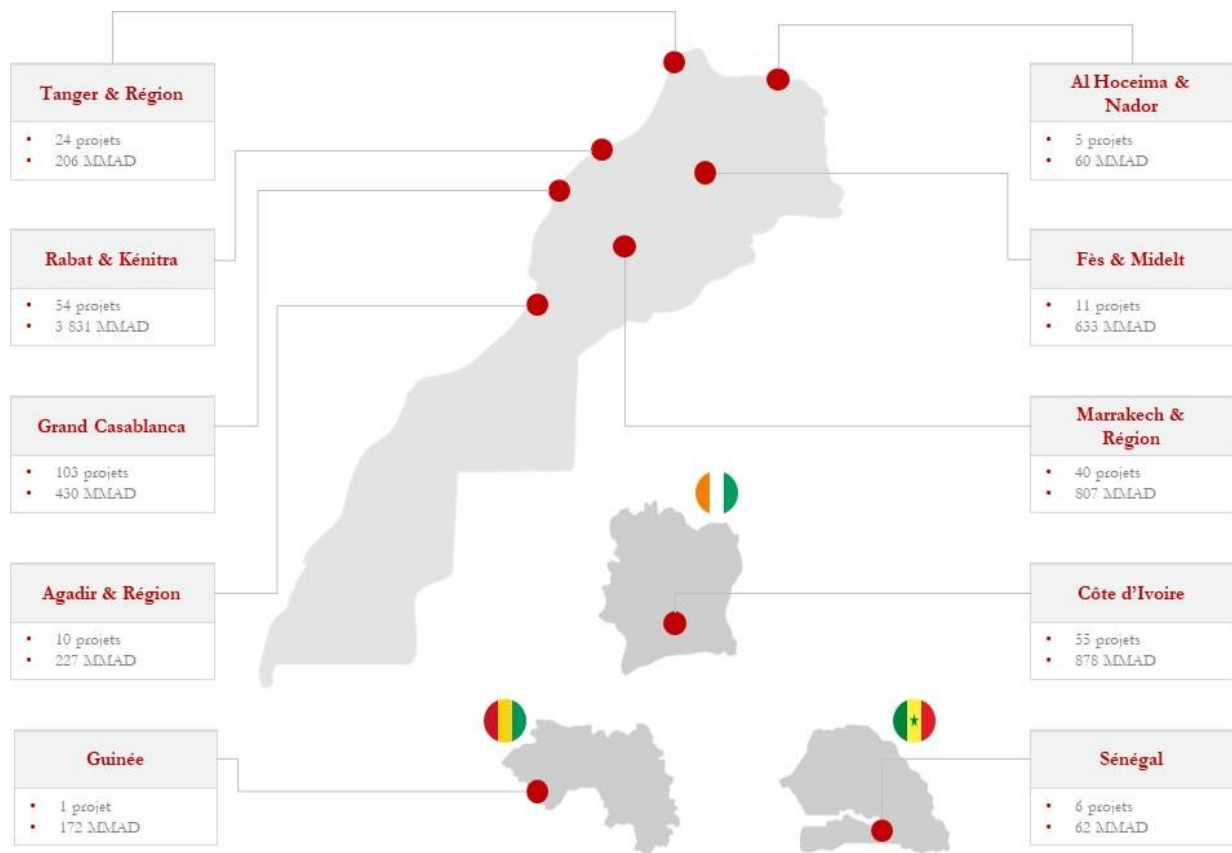 Tanger & Région
• 24 projets
• 206 MMAD
Rabat & Kénitra
• 54 projets
• 3 831 MMAD
Grand Casablanca
• 103 projets
• 430 MMAD
Agadir & Région
• 10 projets
• 227 MMAD
Guinée
• 1 projet
• 172 MMAD
Al Hoceima &
Nador
• 5 projets
• 60 MMAD
Fès & Midelt
• 11 projets
• 633 MMAD
Marrakech &
Région
• 40 projets
• 807 MMAD
Côte d’Ivoire
• 55 projets
• 878 MMAD
Sénégal
• 6 projets
• 62 MMAD